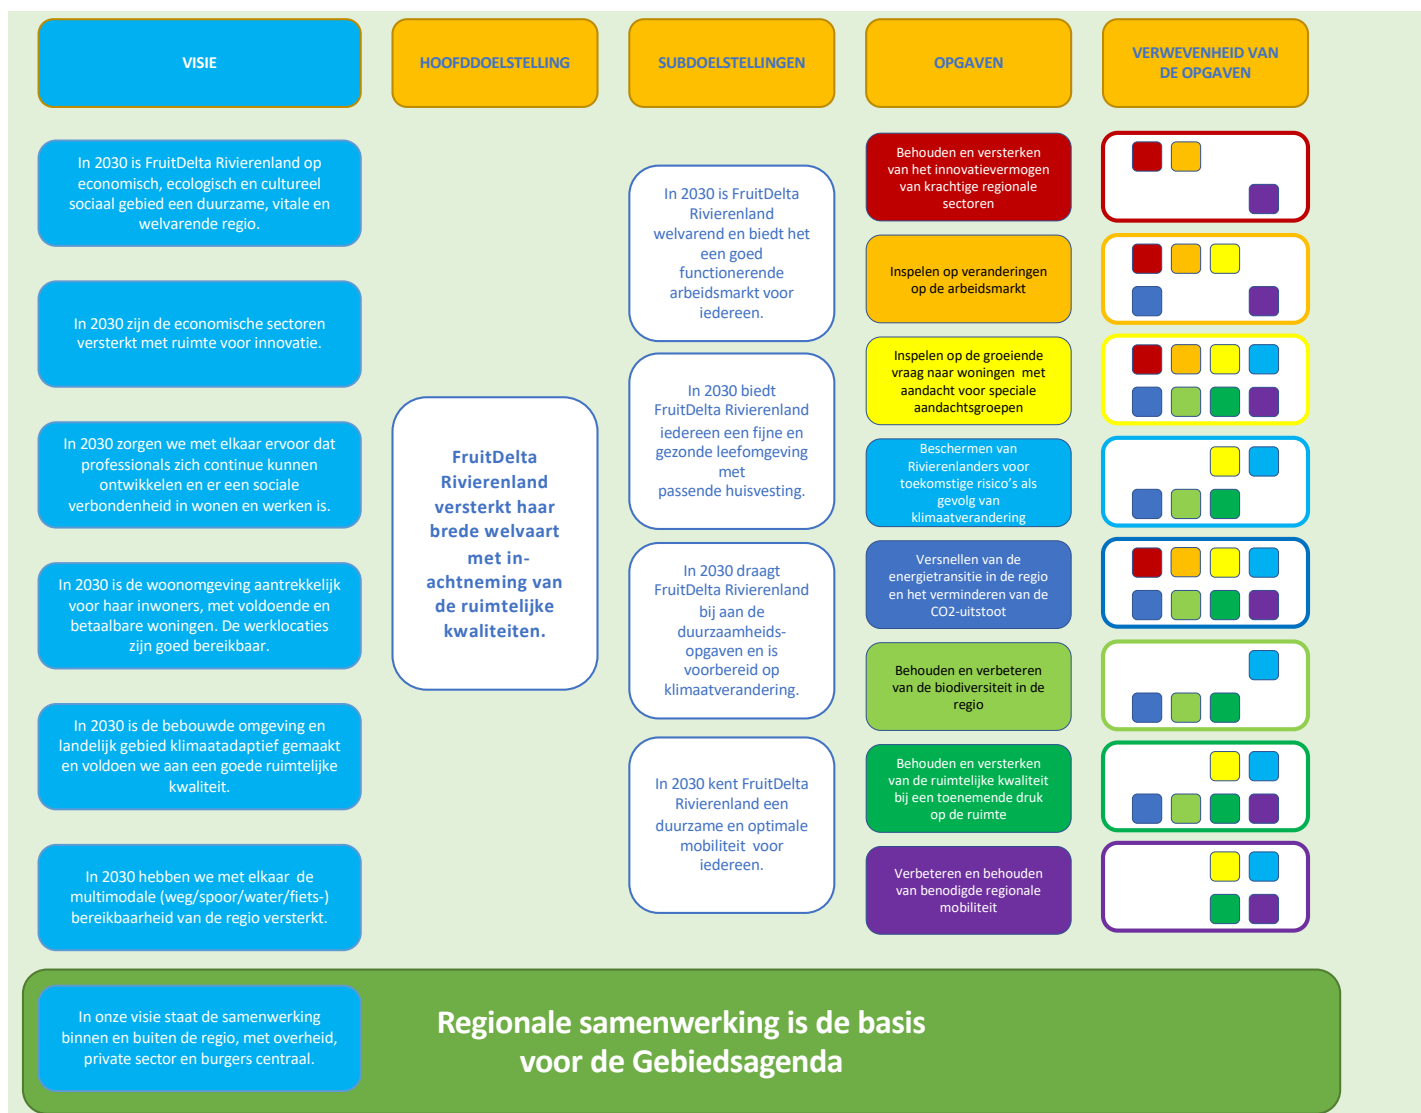 VISIE
HOOFDDOELSTELLING
SUBDOELSTELLINGEN
OPGAVEN
VERWEVENHEID VAN
DE OPGAVEN
In 2030 is FruitDelta Rivierenland op
economisch, ecologisch en cultureel
sociaal gebied een duurzame, vitale en
welvarende regio.
In 2030 zijn de economische sectoren
versterkt met ruimte voor innovatie.
In 2030 zorgen we met elkaar ervoor dat
professionals zich continue kunnen
ontwikkelen en er een sociale
verbondenheid in wonen en werken is.
In 2030 is de woonomgeving aantrekkelijk
voor haar inwoners, met voldoende en
betaalbare woningen. De werklocaties
zijn goed bereikbaar.
In 2030 is de bebouwde omgeving en
landelijk gebied klimaatadaptief gemaakt
en voldoen we aan een goede ruimtelijke
kwaliteit.
In 2030 hebben we met elkaar de
multimodale (weg/spoor/water/fiets-)
bereikbaarheid van de regio versterkt.
FruitDelta
Rivierenland
versterkt haar
brede welvaart
met in-
achtneming van
de ruimtelijke
kwaliteiten.
In 2030 is FruitDelta
Rivierenland
welvarend en biedt het
een goed
functionerende
arbeidsmarkt voor
iedereen.
In 2030 biedt
FruitDelta Rivierenland
iedereen een fijne en
gezonde leefomgeving
met
passende huisvesting.
In 2030 draagt
FruitDelta Rivierenland
bij aan de
duurzaamheids-
opgaven en is
voorbereid op
klimaatverandering.
In 2030 kent FruitDelta
Rivierenland een
duurzame en optimale
mobiliteit voor
iedereen.
Behouden en versterken
van het innovatievermogen
van krachtige regionale
sectoren
Inspelen op veranderingen
op de arbeidsmarkt
Inspelen op de groeiende
vraag naar woningen met
aandacht voor speciale
aandachtsgroepen
Beschermen van
Rivierenlanders voor
toekomstige risico's als
gevolg van
klimaatverandering
Versnellen van de
energietransitie in de regio
en het verminderen van de
CO2-uitstoot
Behouden en verbeteren
van de biodiversiteit in de
regio
Behouden en versterken
van de ruimtelijke kwaliteit
bij een toenemende druk
op de ruimte
Verbeteren en behouden
van benodigde regionale
mobiliteit
In onze visie staat de samenwerking
binnen en buiten de regio, met overheid,
private sector en burgers centraal.
Regionale samenwerking is de basis
voor de Gebiedsagenda